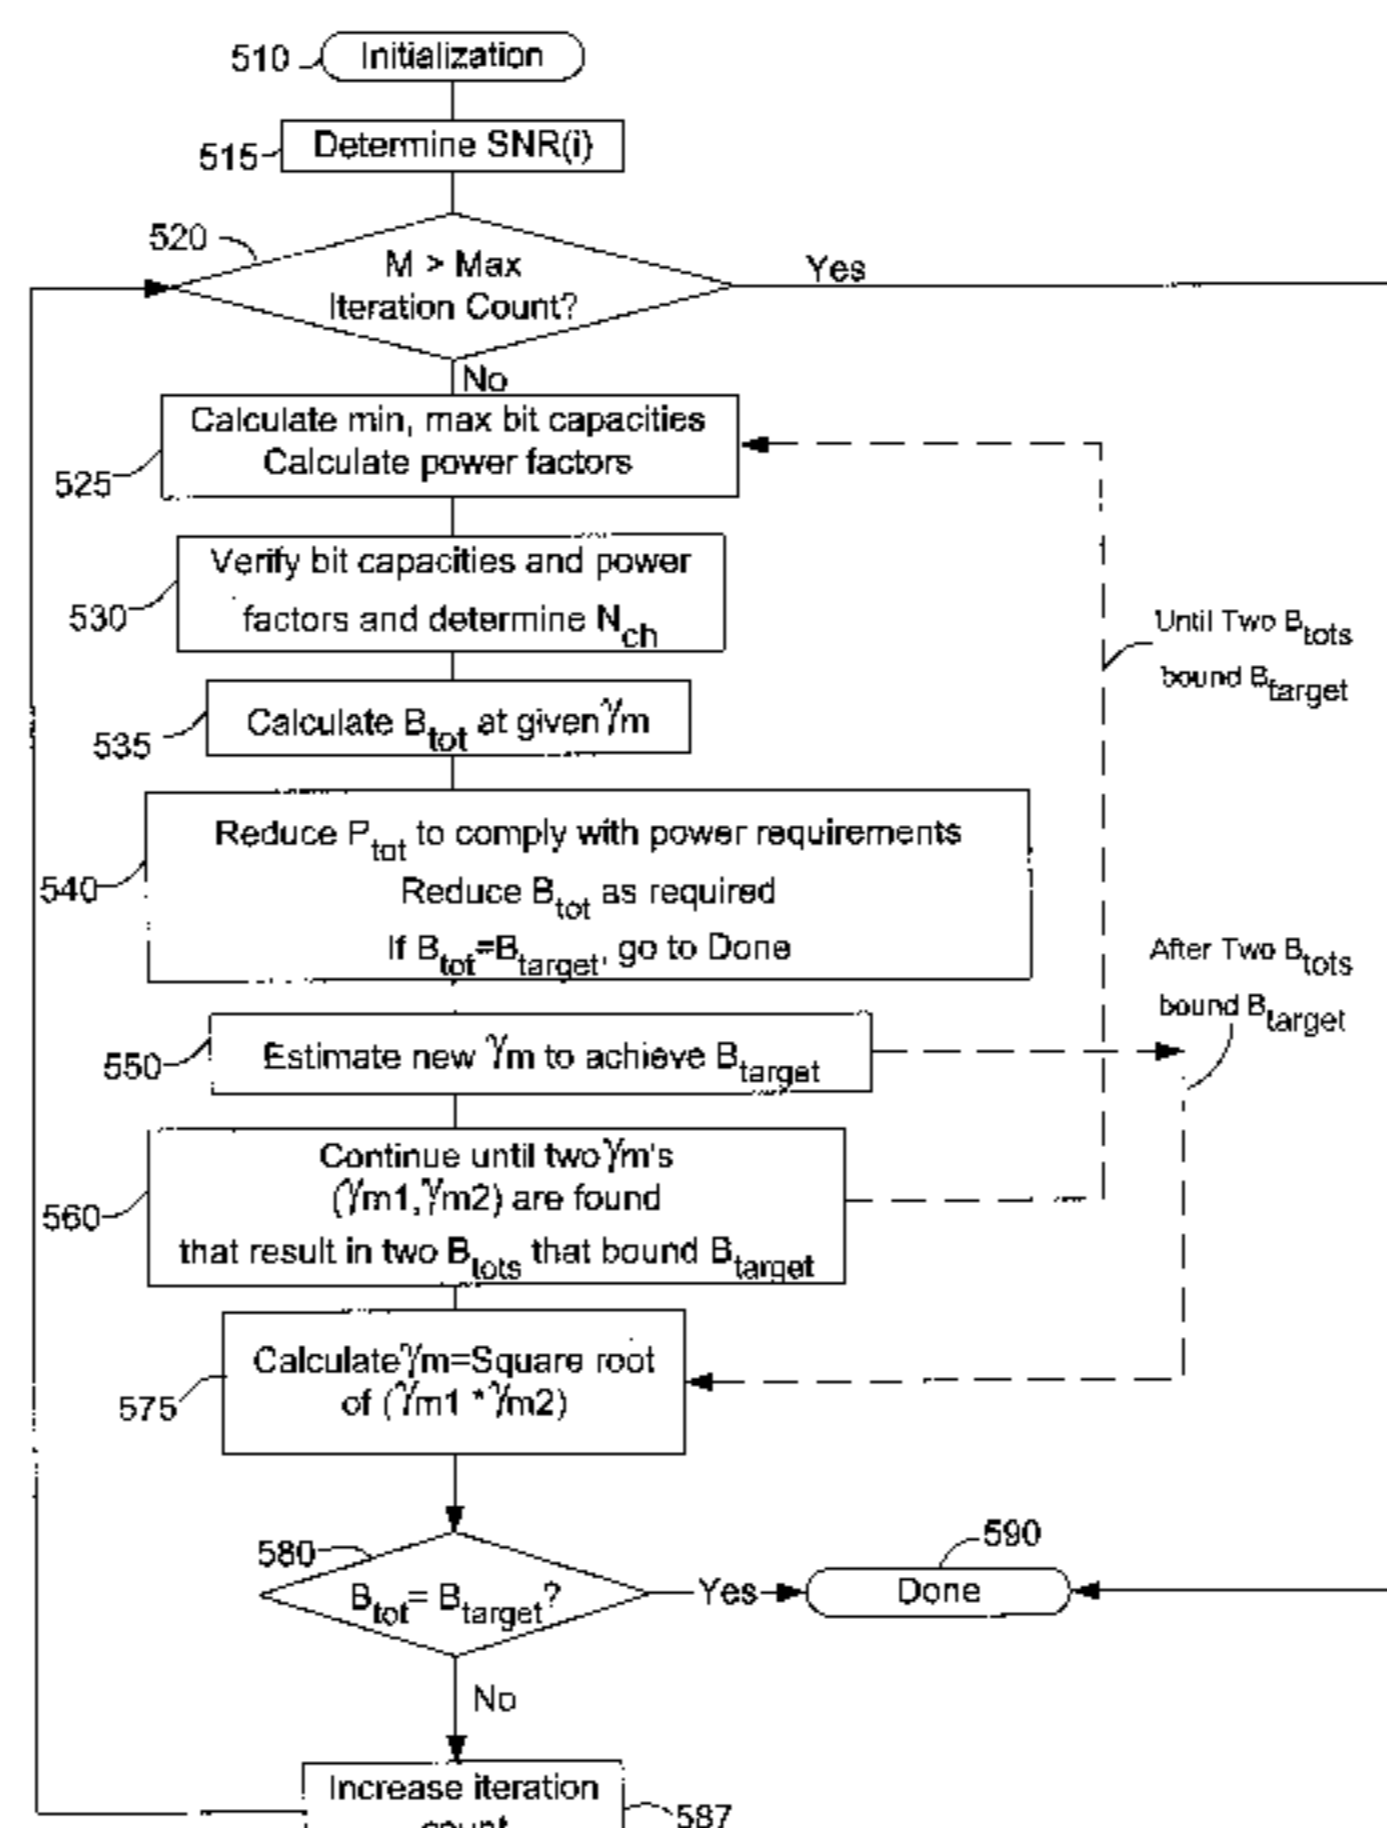 510
Initialization
515
Determine SNR(i)
520
M > Max
Iteration Count?
Yes
No
525
Calculate min, max bit capacities
Calculate power factors
530
Verify bit capacities and power
factors and determine Nch
Until Two Btots
bound Btarget
535
Calculate Btot at given γm
540
Reduce Ptot to comply with power requirements
Reduce Btot as required
If Btot=Btarget, go to Done
After Two Btots
bound Btarget
550
Estimate new γm to achieve Btarget
560
Continue until two γm's
(γm1,γm2) are found
that result in two Btots that bound Btarget
575
Calculate γm=Square root
of (γm1 * γm2)
580
Btot= Btarget?
Yes
590
Done
No
Increase iteration
count
587